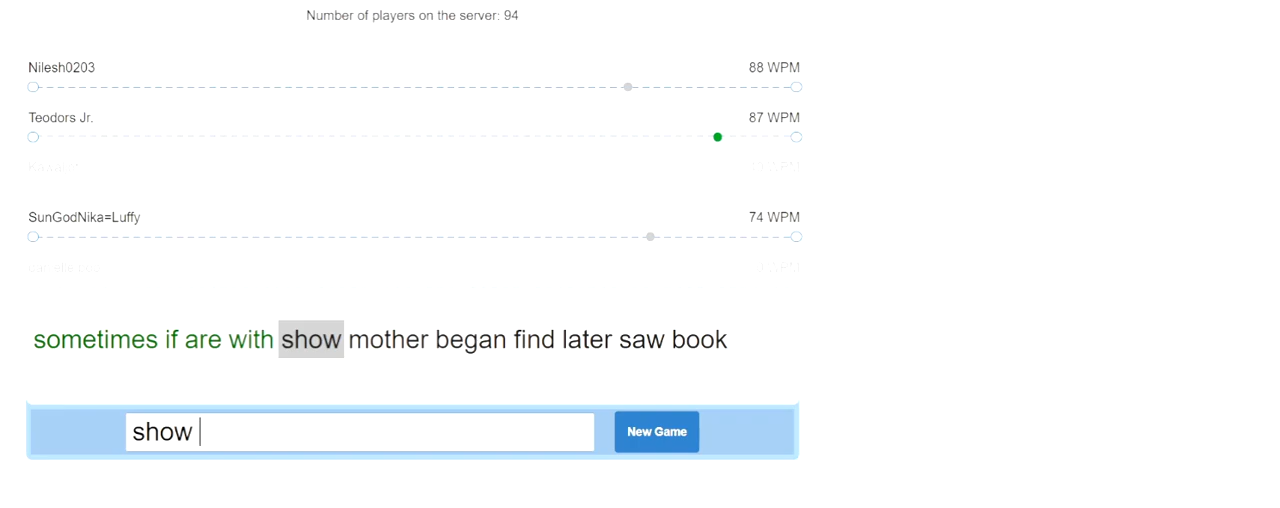 Number of players on the server: 94
Nilesh0203 88 WPM
Teodors Jr. 87 WPM
SunGodNika=Luffy 74 WPM
sometimes if are with show mother began find later saw book
show
New Game